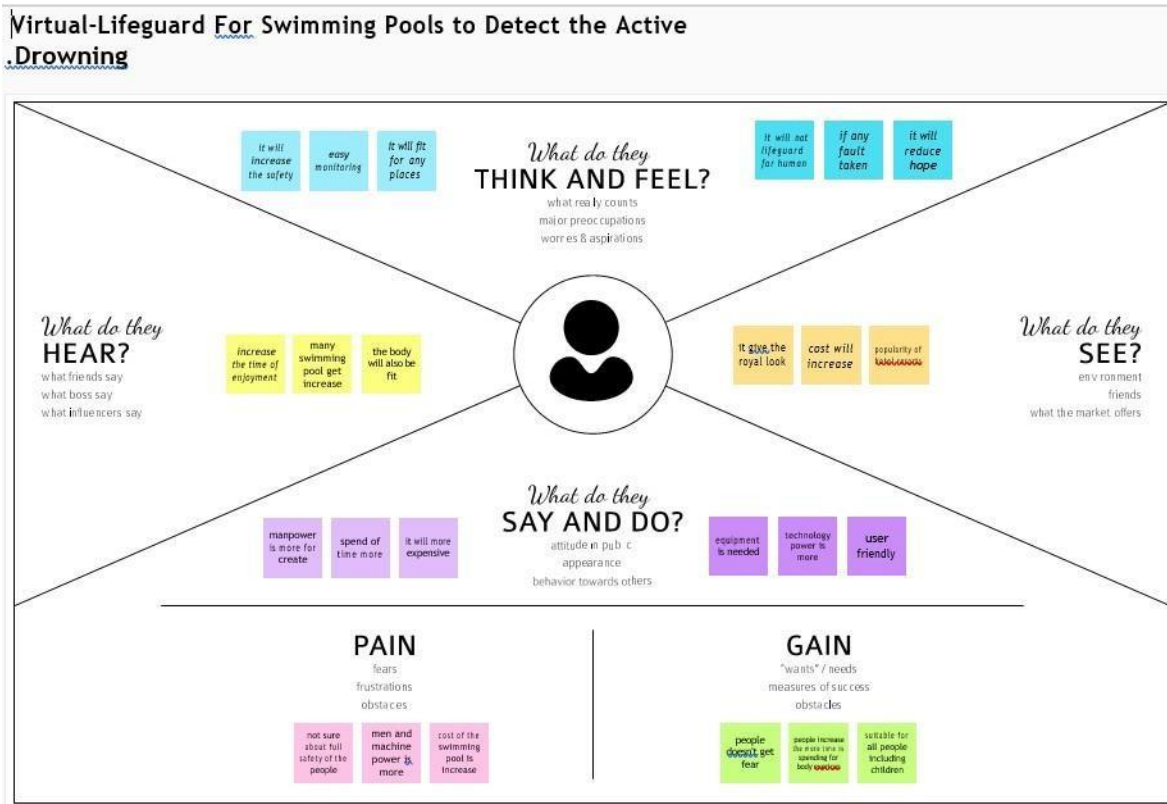 Virtual-Lifeguard For Swimming Pools to Detect the Active
.Drowning
it will
increase
the safety
easy
monitoring
it will fit
for any
places
What do they
THINK AND FEEL?
what really counts
major preoccupations
worries & aspirations
it will not
lifeguard
for human
if any
fault
taken
it will
reduce
hope
What do they
HEAR?
what friends say
what boss say
what influencers say
increase
the time of
enjoyment
many
swimming
pool get
increase
the body
will also be
fit
it give the
royal look
cost will
increase
popularity of
What do they
SEE?
environment
friends
what the market offers
manpower
is more for
create
spend of
time more
it will more
expensive
What do they
SAY AND DO?
attitude in public
appearance
behavior towards others
equipment
is needed
technology
power is
more
user
friendly
PAIN
fears
frustrations
obstacles
not sure
about full
safety of the
people
men and
machine
power is
more
cost of the
swimming
pool is
increase
GAIN
"wants" / needs
measures of success
obstacles
people
doesn't get
fear
people increase
the more time is
spending for
body
suitable for
all people
including
children